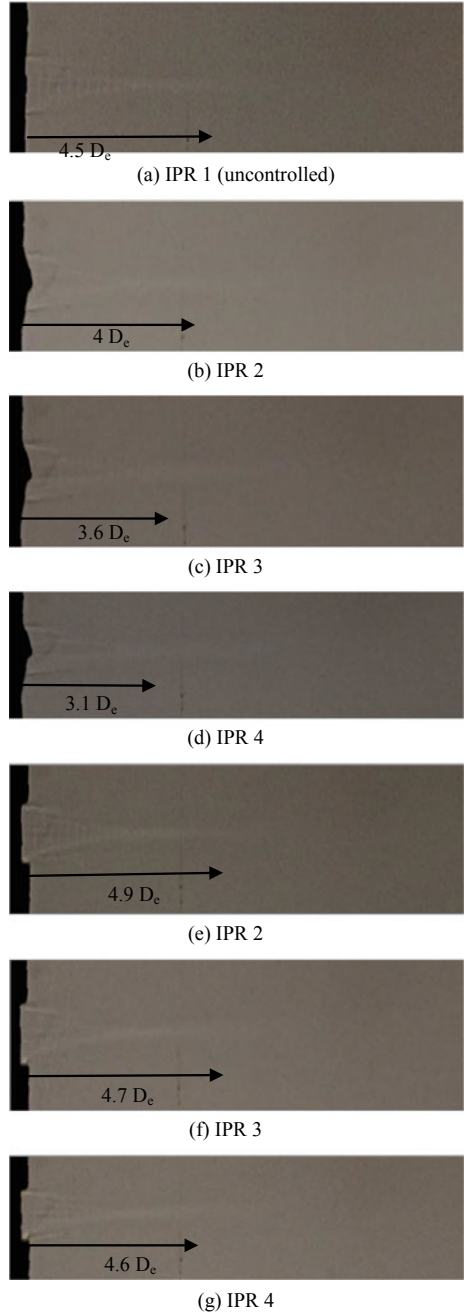 4.5 Dₑ
(a) IPR 1 (uncontrolled)
4 Dₑ
(b) IPR 2
3.6 Dₑ
(c) IPR 3
3.1 Dₑ
(d) IPR 4
4.9 Dₑ
(e) IPR 2
4.7 Dₑ
(f) IPR 3
4.6 Dₑ
(g) IPR 4